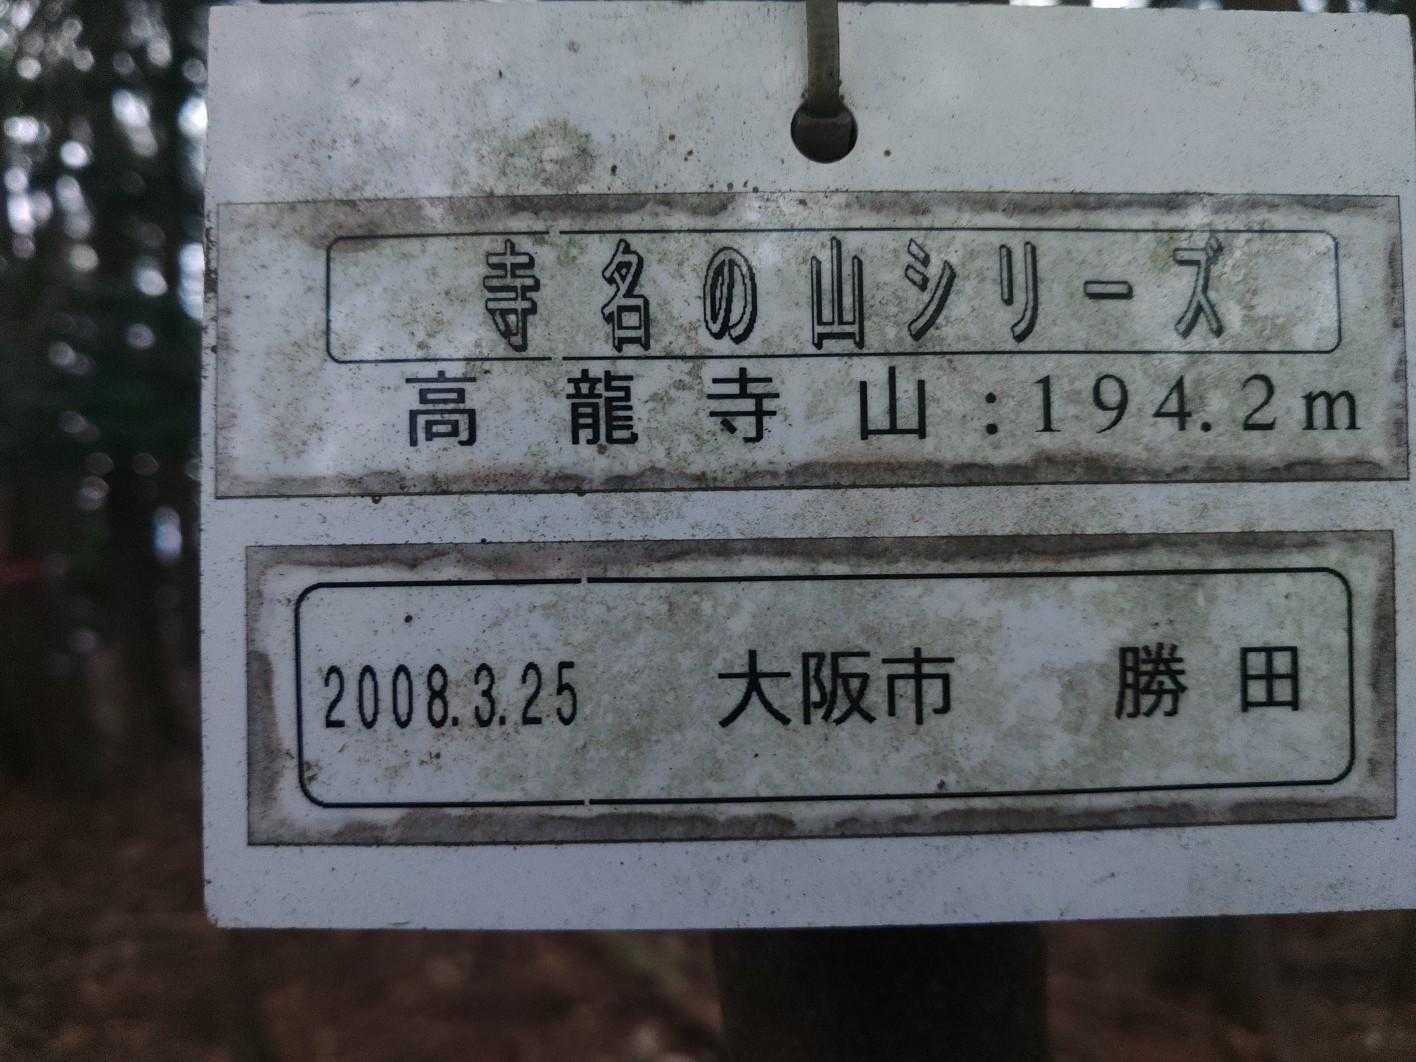 寺名の山シリーズ
高龍寺山:194.2m
2008.3.25 大阪市 勝田